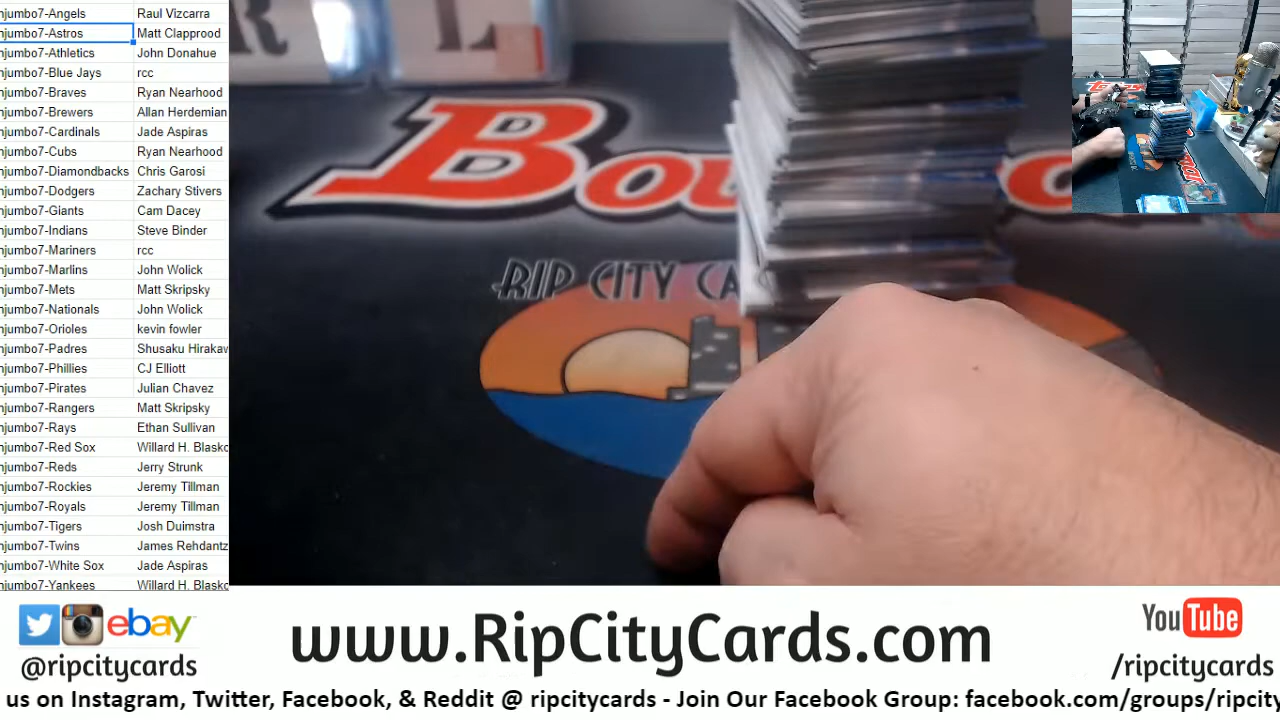 njumbo7-Angels Raul Vizcarra
njumbo7-Astros Matt Clapprood
njumbo7-Athletics John Donahue
njumbo7-Blue Jays rcc
njumbo7-Braves Ryan Nearhood
njumbo7-Brewers Allan Herdeman
njumbo7-Cardinals Jade Aspiras
njumbo7-Cubs Ryan Nearhood
njumbo7-Diamondbacks Chris Garosi
njumbo7-Dodgers Zachary Stivers
njumbo7-Giants Cam Dacey
njumbo7-Indians Steve Binder
njumbo7-Mariners rcc
njumbo7-Marlins John Wolick
njumbo7-Mets Matt Skripsky
njumbo7-Nationals John Wolick
njumbo7-Orioles kevin fowler
njumbo7-Padres Shusaku Hirakaw
njumbo7-Phillies CJ Elliott
njumbo7-Pirates Julian Chavez
njumbo7-Rangers Matt Skripsky
njumbo7-Rays Ethan Sullivan
njumbo7-Red Sox Willard H. Blasko
njumbo7-Reds Jerry Strunk
njumbo7-Rockies Jeremy Tillman
njumbo7-Royals Jeremy Tillman
njumbo7-Tigers Josh Duimstra
njumbo7-Twins James Rehdantz
njumbo7-White Sox Jade Aspiras
njumbo7-Yankees Willard H. Blasko
R L
Bow
RIP CITY CA
ebay
@ripcitycards
www.RipCityCards.com
YouTube
/ripcitycards
us on Instagram, Twitter, Facebook, & Reddit @ ripcitycards - Join Our Facebook Group: facebook.com/groups/ripcity